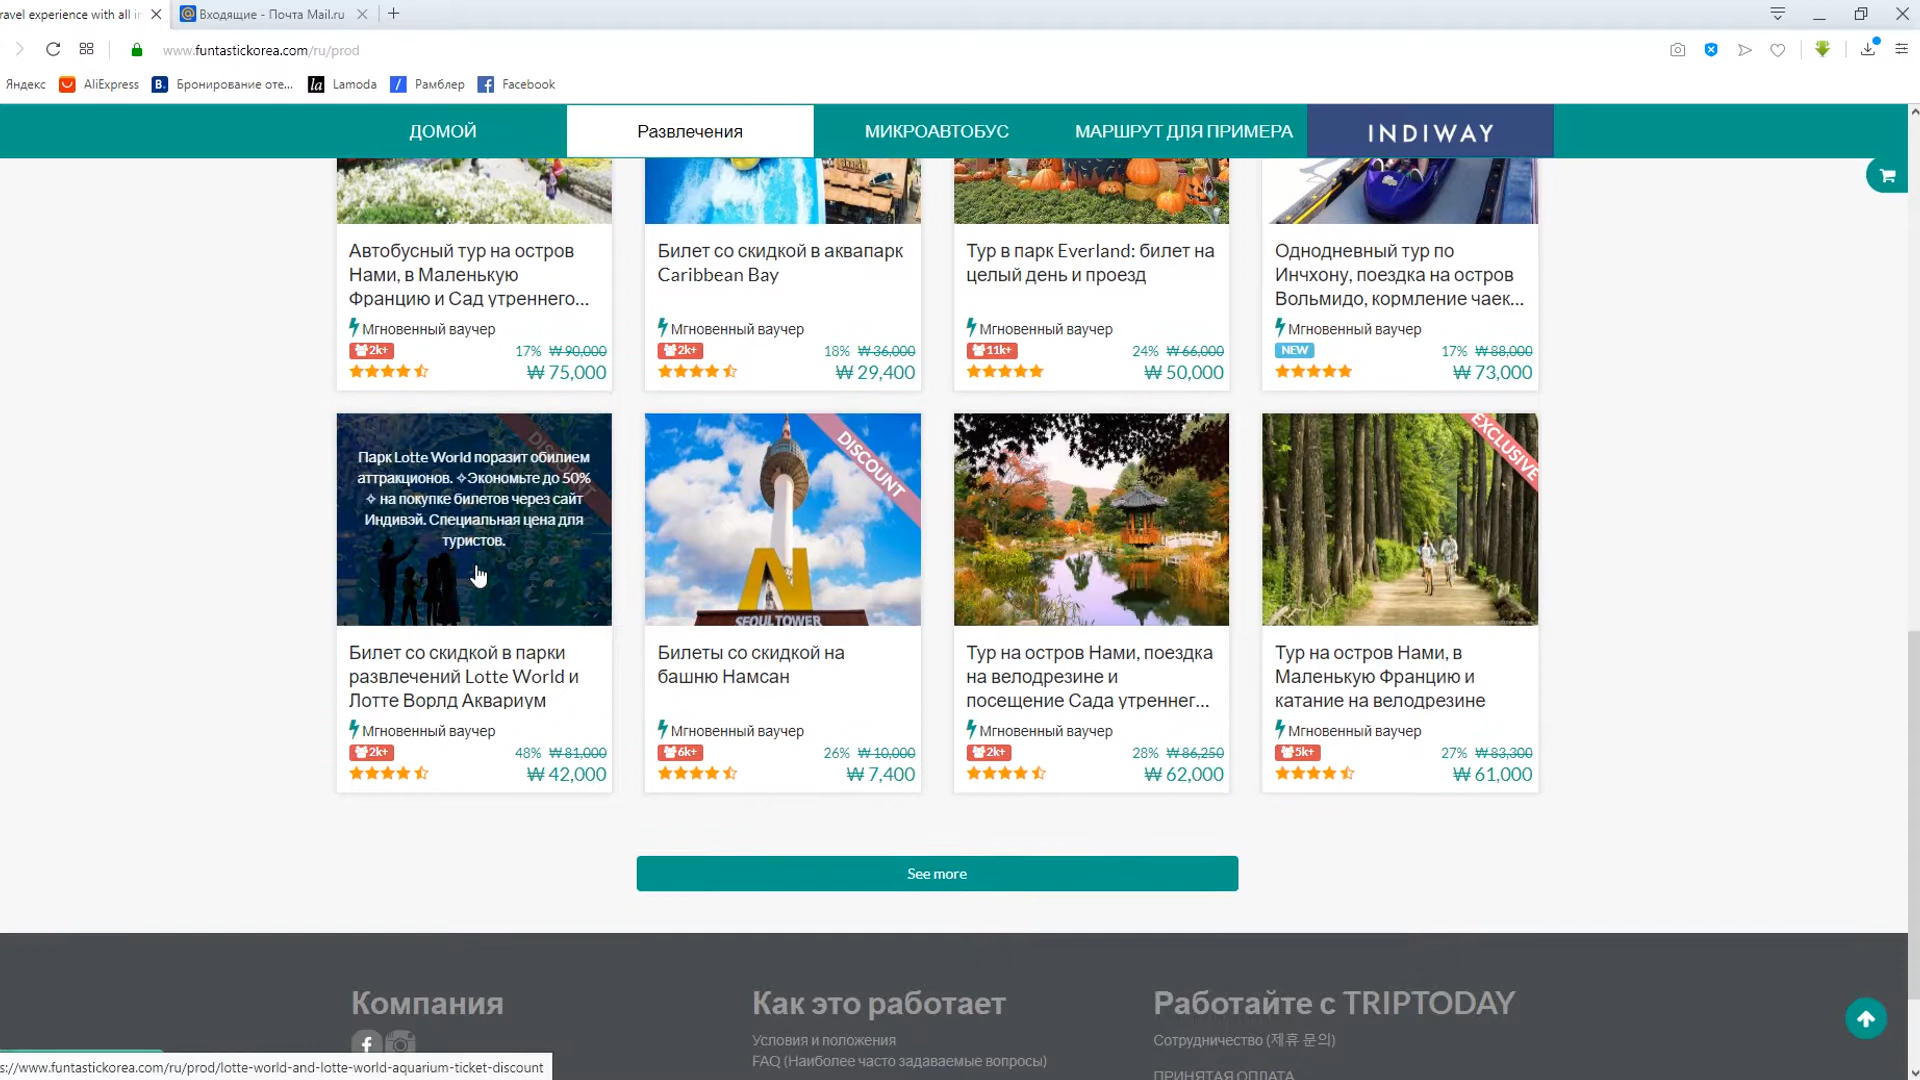 ravel experience with all i
Входящие - Почта Mail.ru
www.funtastickorea.com/ru/prod
Яндекс
AliExpress
B.
Бронирование оте...
la
Lamoda
Рамблер
Facebook
ДОМОЙ
Развлечения
МИКРОАВТОБУС
МАРШРУТ ДЛЯ ПРИМЕРА
INDIWAY
Автобусный тур на остров
Нами, в Маленькую
Францию и Сад утреннего...
Мгновенный ваучер
2k+
17% ₩ 90,000
₩ 75,000
Билет со скидкой в аквапарк
Caribbean Bay
Мгновенный ваучер
2k+
18% ₩ 36,000
₩ 29,400
Тур в парк Everland: билет на
целый день и проезд
Мгновенный ваучер
11k+
24% ₩ 66,000
₩ 50,000
Однодневный тур по
Инчхону, поездка на остров
Вольмидо, кормление чаек...
Мгновенный ваучер
NEW
17% ₩ 88,000
₩ 73,000
DISCOUNT
Парк Lotte World поразит обилием
аттракционов. ✧Экономьте до 50%
✧ на покупке билетов через сайт
Индивэй. Специальная цена для
туристов.
Билет со скидкой в парки
развлечений Lotte World и
Лотте Ворлд Аквариум
Мгновенный ваучер
2k+
48% ₩ 81,000
₩ 42,000
DISCOUNT
N
SEOUL TOWER
Билеты со скидкой на
башню Намсан
Мгновенный ваучер
6k+
26% ₩ 10,000
₩ 7,400
Тур на остров Нами, поездка
на велодрезине и
посещение Сада утреннег...
Мгновенный ваучер
2k+
28% ₩ 86,250
₩ 62,000
EXCLUSIVE
Тур на остров Нами, в
Маленькую Францию и
катание на велодрезине
Мгновенный ваучер
5k+
27% ₩ 83,300
₩ 61,000
See more
Компания
Как это работает
Условия и положения
FAQ (Наиболее часто задаваемые вопросы)
Работайте с TRIPTODAY
Сотрудничество (제휴 문의)
ПРИНЯТАЯ ОПЛАТА
s://www.funtastickorea.com/ru/prod/lotte-world-and-lotte-world-aquarium-ticket-discount